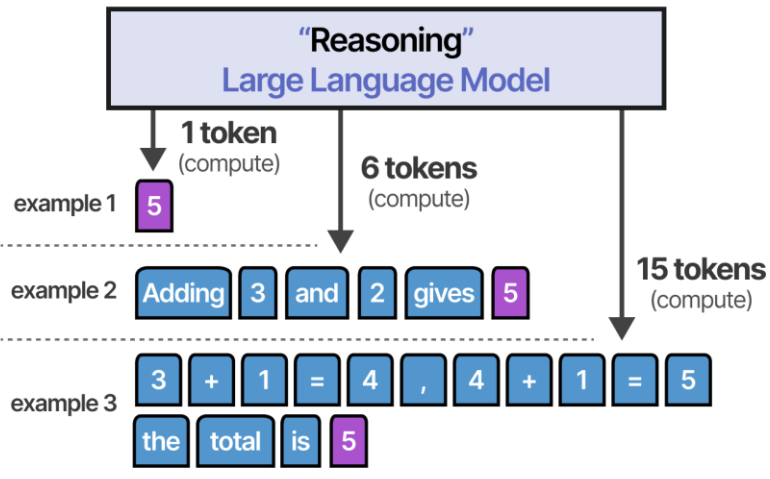 “Reasoning”
Large Language Model
1 token
(compute)
6 tokens
(compute)
15 tokens
(compute)
example 1
5
example 2
Adding 3 and 2 gives 5
example 3
3 + 1 = 4 , 4 + 1 = 5
the total is 5